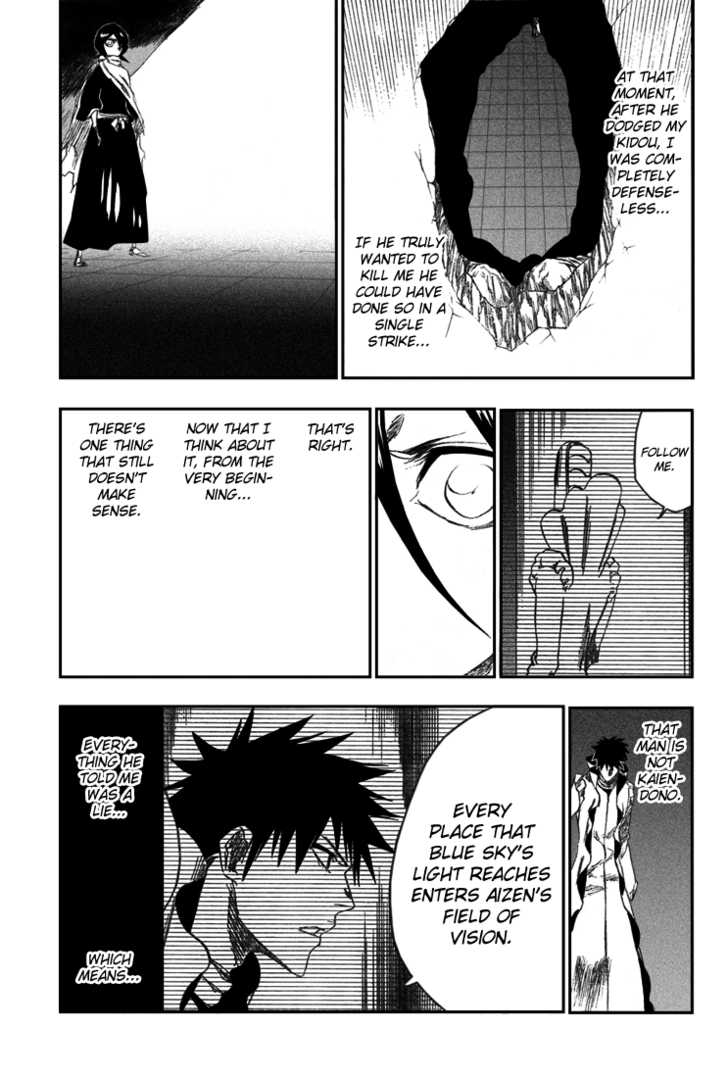 AT THAT
MOMENT,
AFTER HE
DODGED MY
KIDOU, I
WAS COM-
PLETELY
DEFENSE-
LESS...
IF HE TRULY
WANTED TO
KILL ME HE
COULD HAVE
DONE SO IN A
SINGLE
STRIKE...
FOLLOW
ME.
THAT'S
RIGHT.
NOW THAT I
THINK ABOUT
IT, FROM THE
VERY BEGIN-
NING...
THERE'S
ONE THING
THAT STILL
DOESN'T
MAKE
SENSE.
THAT
MAN IS
NOT
KAIEN-
DONO.
EVERY
PLACE THAT
BLUE SKY'S
LIGHT REACHES
ENTERS AIZEN'S
FIELD OF
VISION.
EVERY-
THING HE
TOLD ME
WAS A
LIE...
WHICH
MEANS...